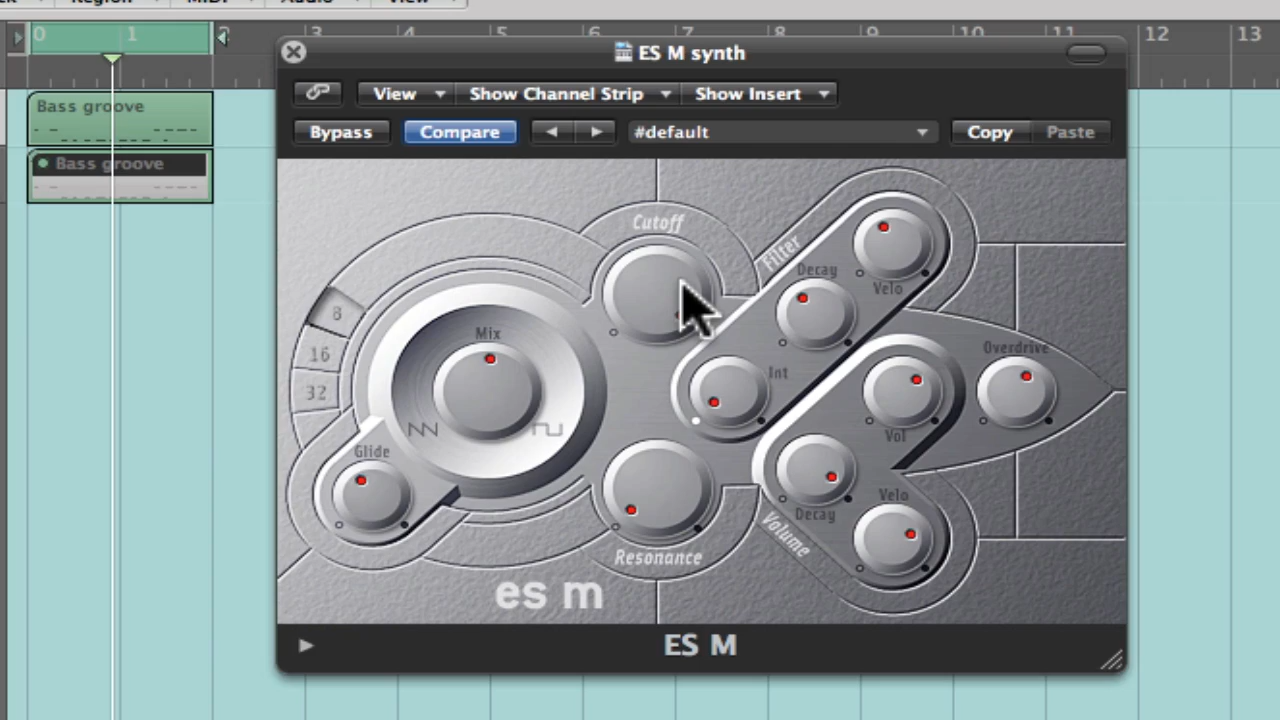 Region MIDI Audio View
0 1 2 3 4 5 6 7 8 9 10 11 12 13
Bass groove
Bass groove
ES M synth
View Show Channel Strip Show Insert
Bypass Compare #default Copy Paste
Cutoff
Filter
Decay
Velo
8
16
32
Mix
Int
Overdrive
Vol
Glide
Decay
Velo
Volume
Resonance
es m
ES M